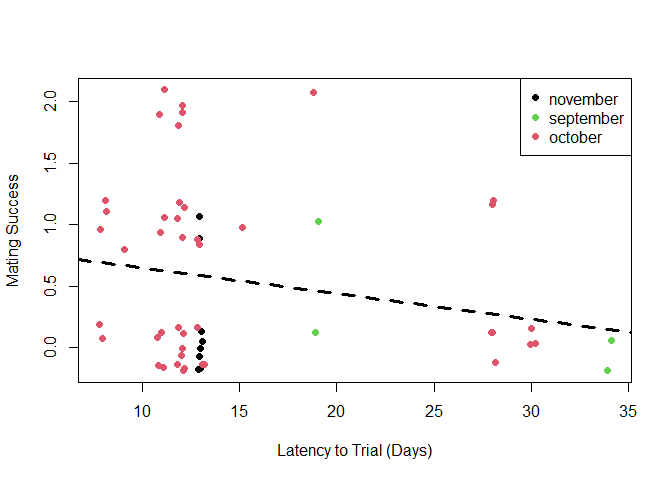 november
september
october
2.0
1.5
1.0
0.5
0.0
Mating Success
10 15 20 25 30 35
Latency to Trial (Days)